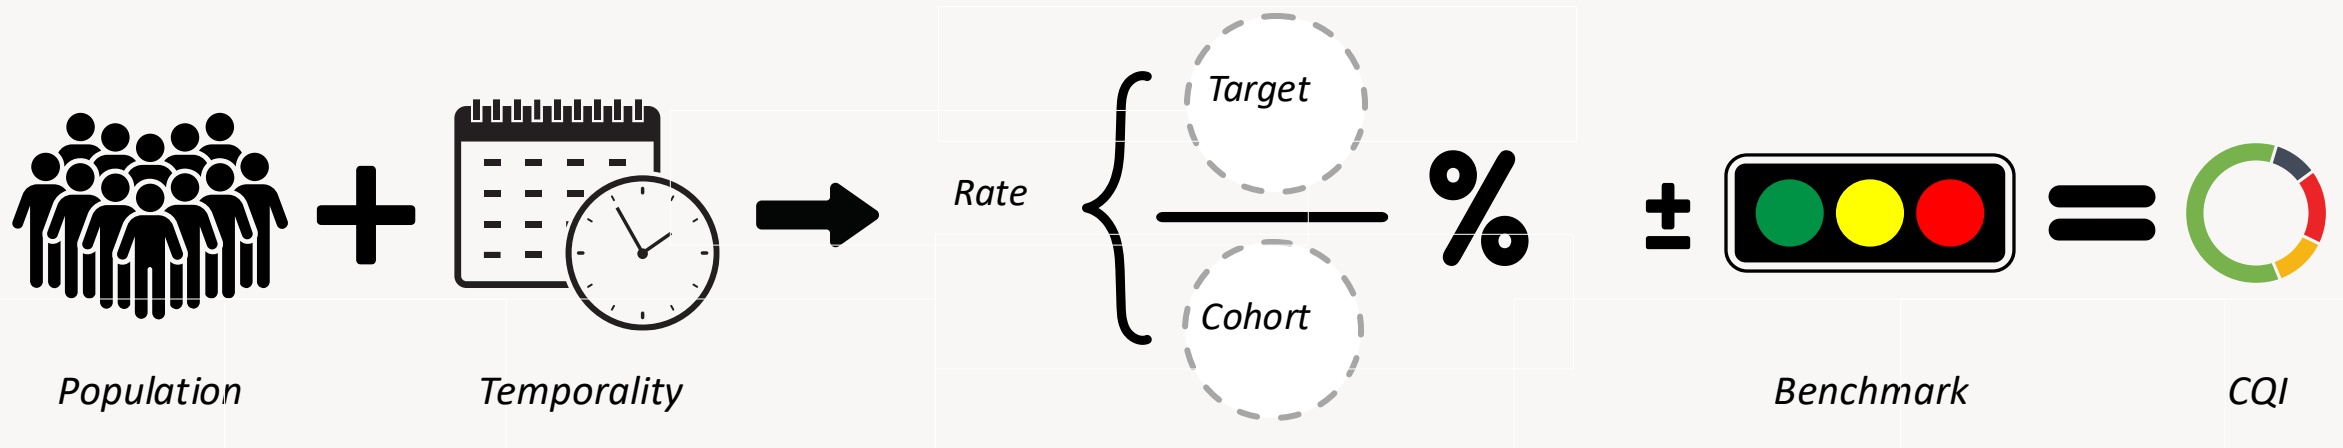 Population
Temporality
Rate
Target
%
Cohort
±
Benchmark
CQI